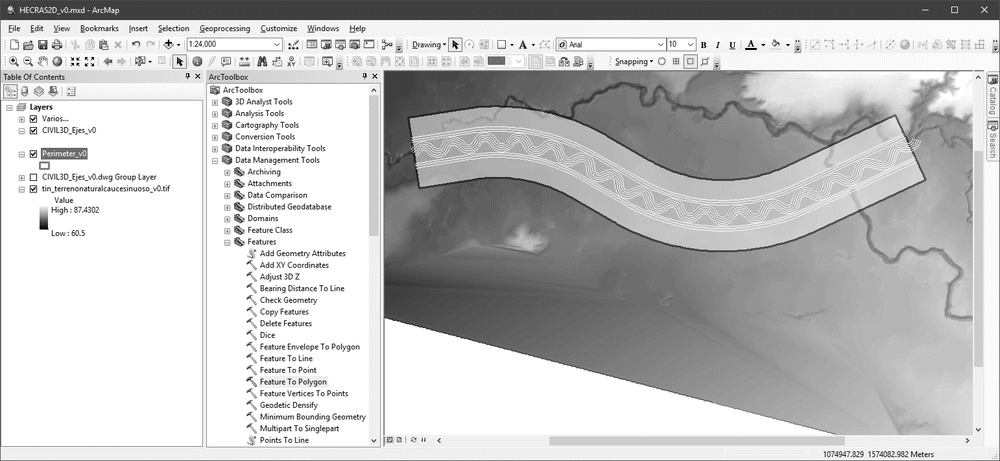 HECRAS2D_v0.mxd - ArcMap
File Edit View Bookmarks Insert Selection Geoprocessing Customize Windows Help
1:24,000 Drawing A Arial 10 B I U A
XY 100% Snapping
Table Of Contents
Layers
Varios...
CIVIL3D_Ejes_v0
Perimeter_v0
CIVIL3D_Ejes_v0.dwg Group Layer
tin_terrenonaturalcaucesinuoso_v0.tif
Value
High : 87.4302
Low : 60.5
ArcToolbox
ArcToolbox
3D Analyst Tools
Analysis Tools
Cartography Tools
Conversion Tools
Data Interoperability Tools
Data Management Tools
Archiving
Attachments
Data Comparison
Distributed Geodatabase
Domains
Feature Class
Features
Add Geometry Attributes
Add XY Coordinates
Adjust 3D Z
Bearing Distance To Line
Check Geometry
Copy Features
Delete Features
Dice
Feature Envelope To Polygon
Feature To Line
Feature To Point
Feature To Polygon
Feature Vertices To Points
Geodetic Densify
Minimum Bounding Geometry
Multipart To Singlepart
Points To Line
Catalog
Search
1074947.829 1574082.982 Meters